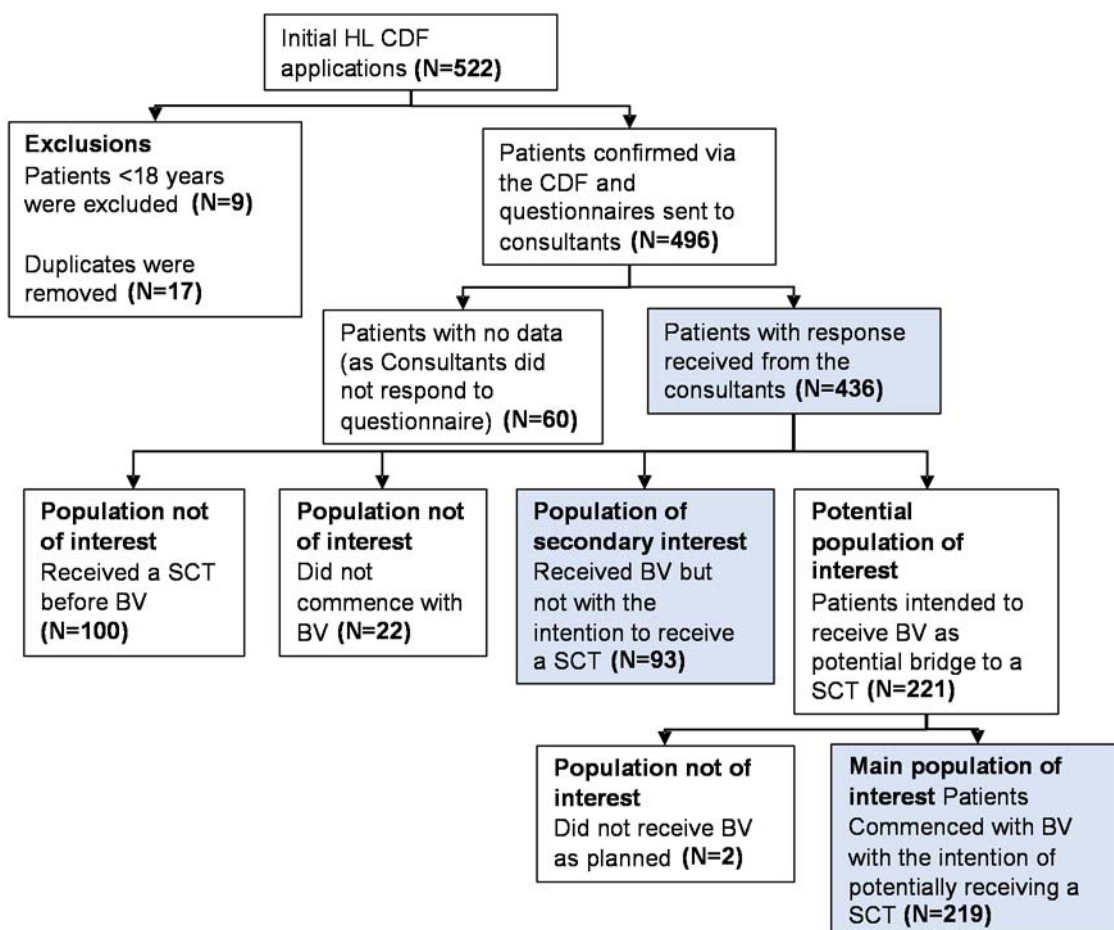 Initial HL CDF
applications (N=522)
Exclusions
Patients <18 years
were excluded (N=9)
Duplicates were
removed (N=17)
Patients confirmed via
the CDF and
questionnaires sent to
consultants (N=496)
Patients with no data
(as Consultants did
not respond to
questionnaire) (N=60)
Patients with response
received from the
consultants (N=436)
Population not
of interest
Received a SCT
before BV
(N=100)
Population not
of interest
Did not
commence with
BV (N=22)
Population of
secondary interest
Received BV but
not with the
intention to receive
a SCT (N=93)
Potential
population of
interest
Patients intended to
receive BV as
potential bridge to a
SCT (N=221)
Population not of
interest
Did not receive BV
as planned (N=2)
Main population of
interest Patients
Commenced with BV
with the intention of
potentially receiving a
SCT (N=219)